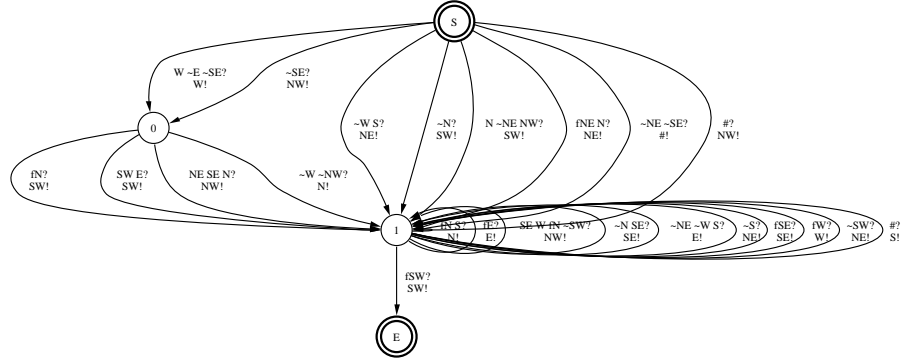 S
W ~E ~SE?
W!
~SE?
NW!
0
~W S?
NE!
~N?
SW!
N ~NE NW?
SW!
fNE N?
NE!
~NE ~SE?
#!
#?
NW!
fN?
SW!
SW E?
SW!
NE SE N?
NW!
~W ~NW?
N!
1
fN S?
N!
fE?
E!
SE W fN ~SW?
NW!
~N SE?
SE!
~NE ~W S?
E!
~S?
NE!
fSE?
SE!
fW?
W!
~SW?
NE!
#?
S!
fSW?
SW!
E